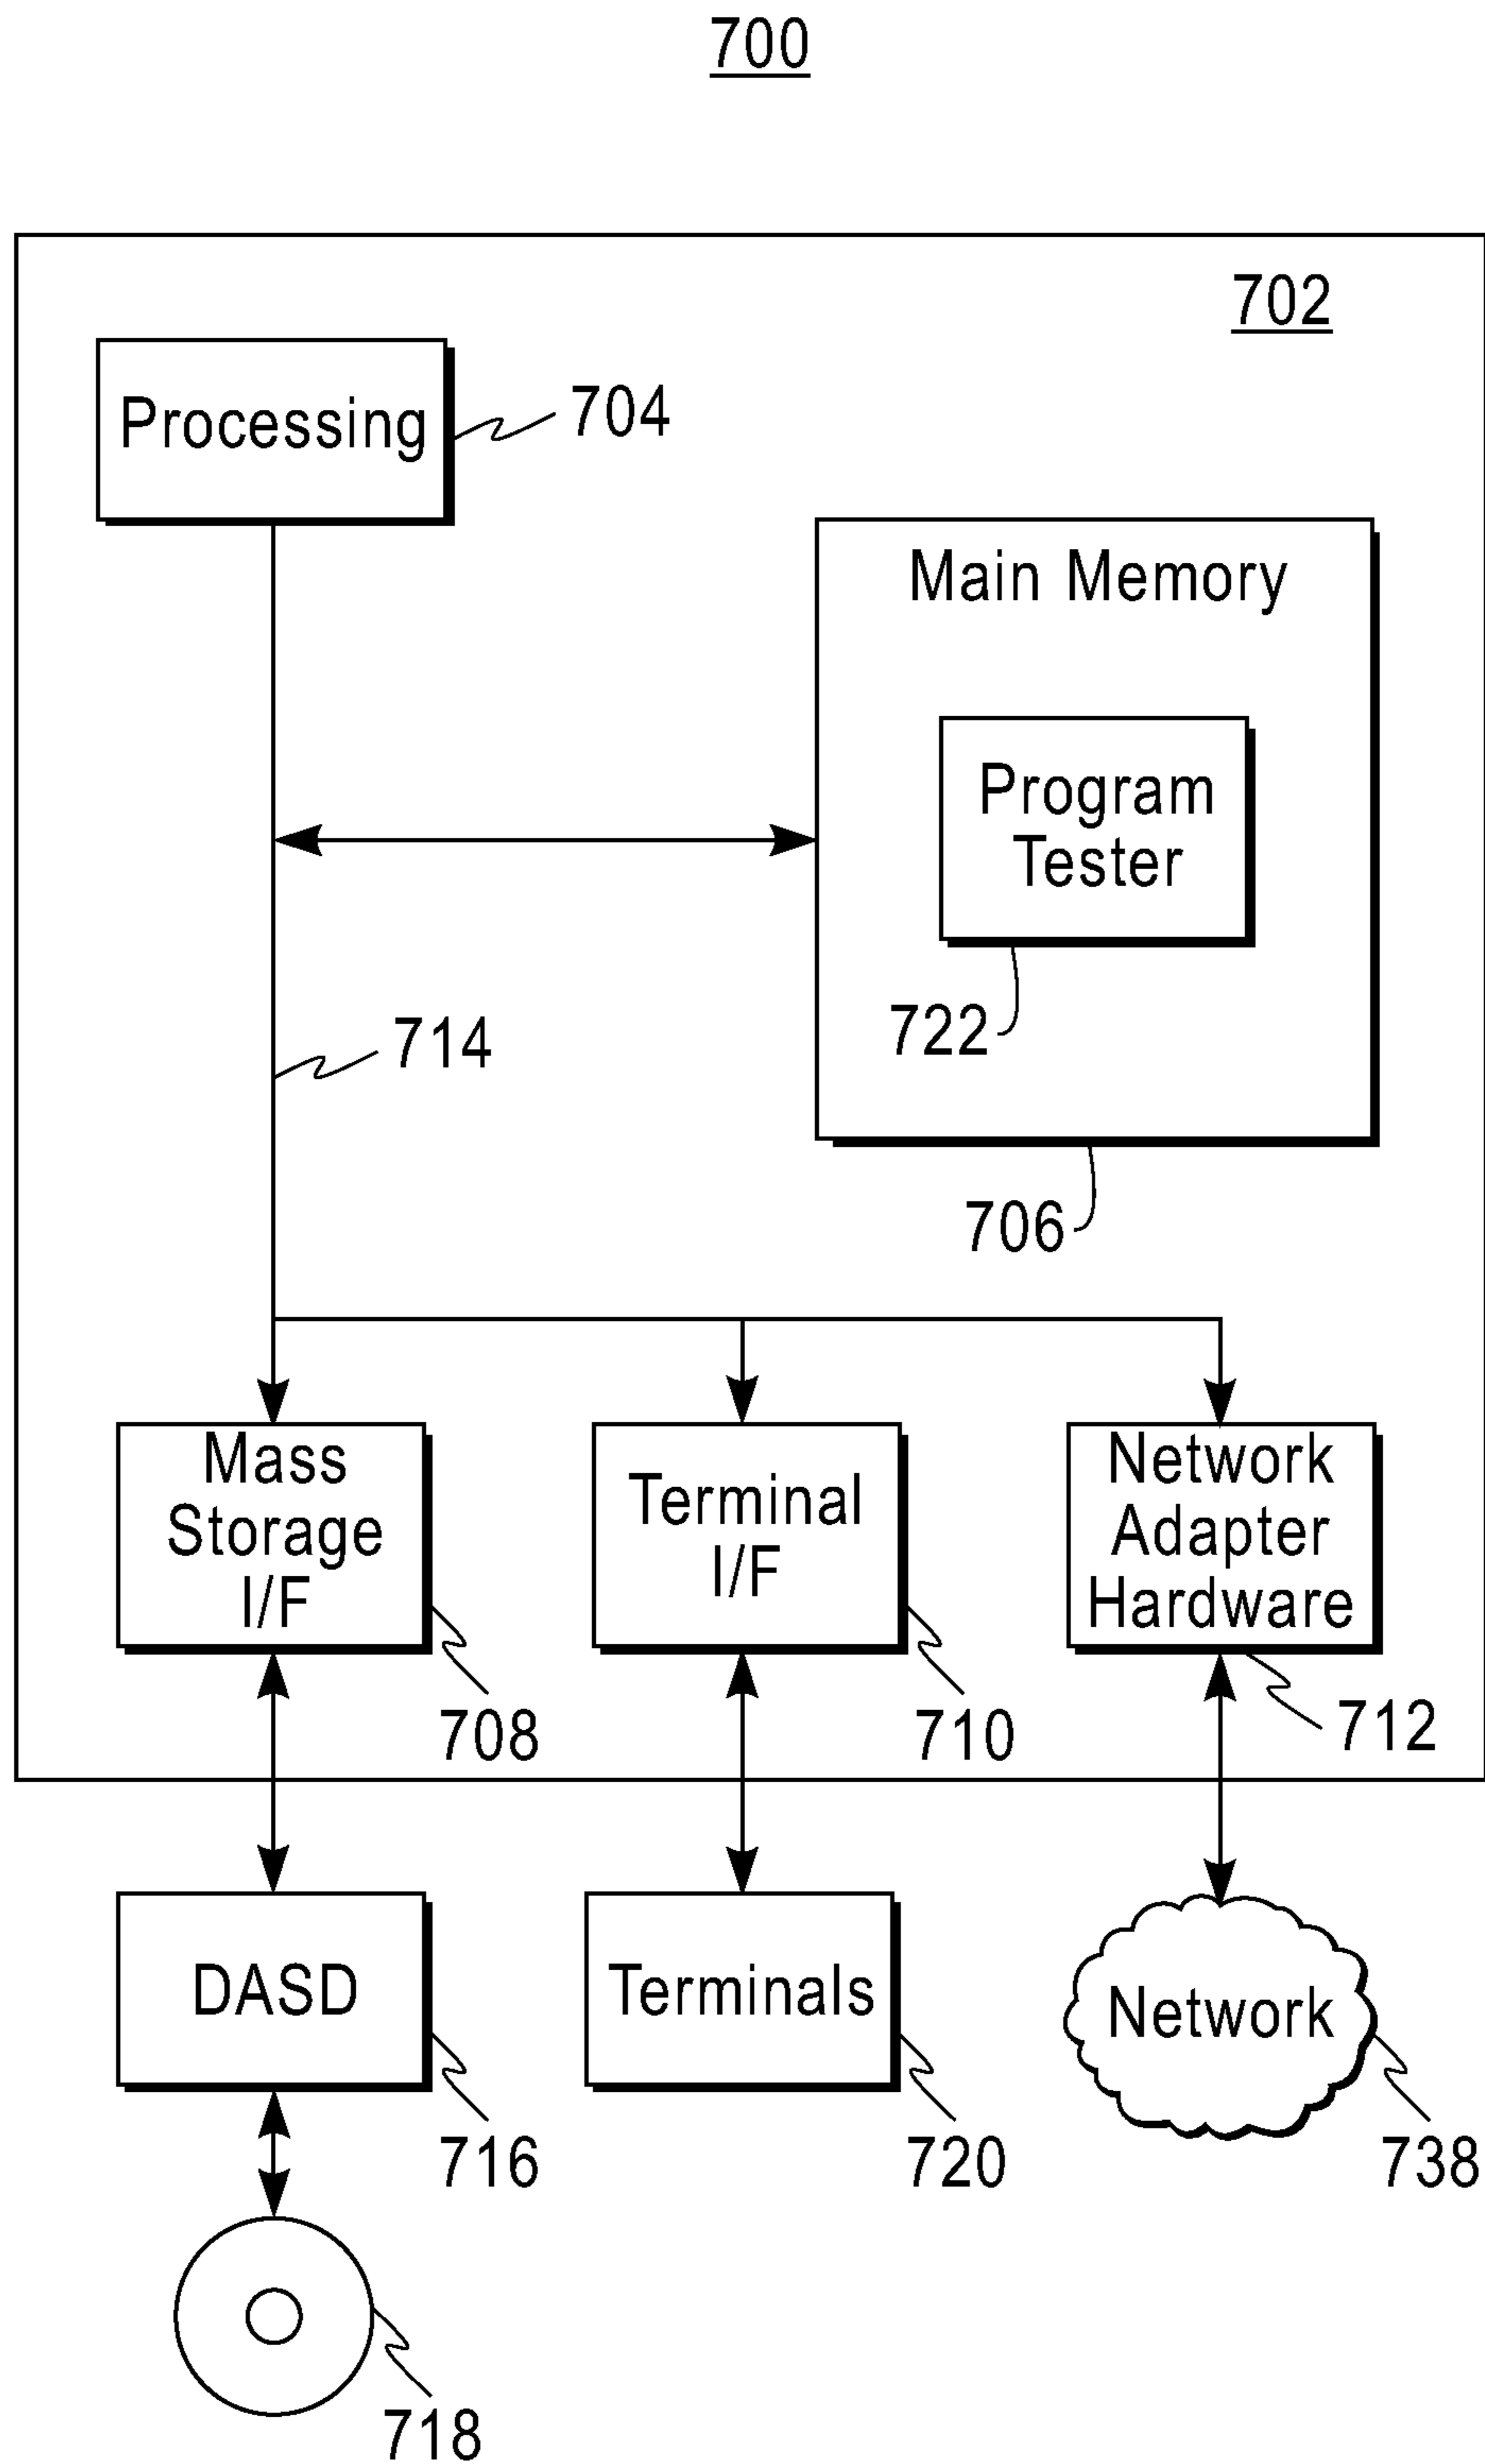 700
702
Processing
704
Main Memory
Program
Tester
722
714
706
Mass
Storage
I/F
Terminal
I/F
Network
Adapter
Hardware
708
710
712
DASD
Terminals
Network
716
720
738
718